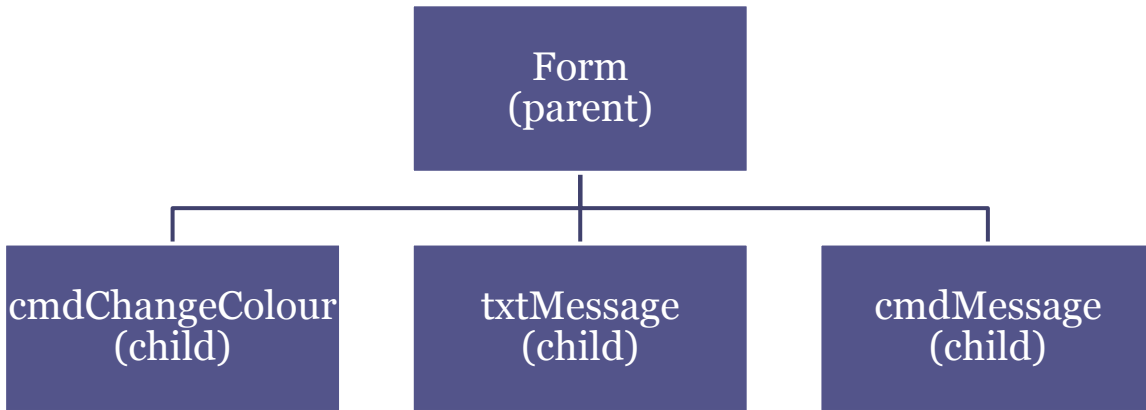 Form
(parent)
cmdChangeColour
(child)
txtMessage
(child)
cmdMessage
(child)